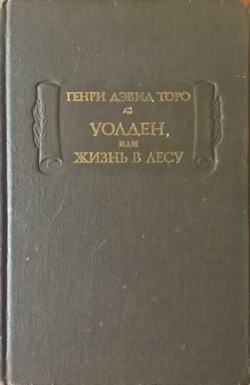 ГЕНРИ ДЭВИД ТОРО
УОЛДЕН,
ИЛИ
ЖИЗНЬ В ЛЕСУ